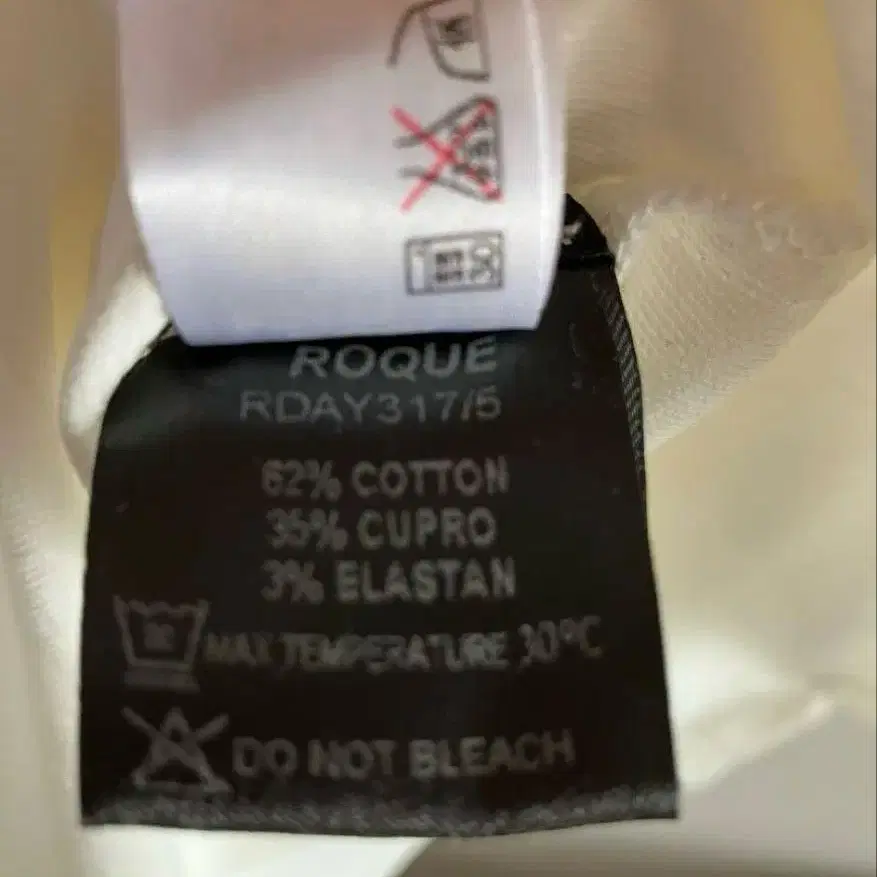 ROQUE
RDAY317/5
62% COTTON
35% CUPRO
3% ELASTAN
MAX TEMPERATURE 30°C
DO NOT BLEACH